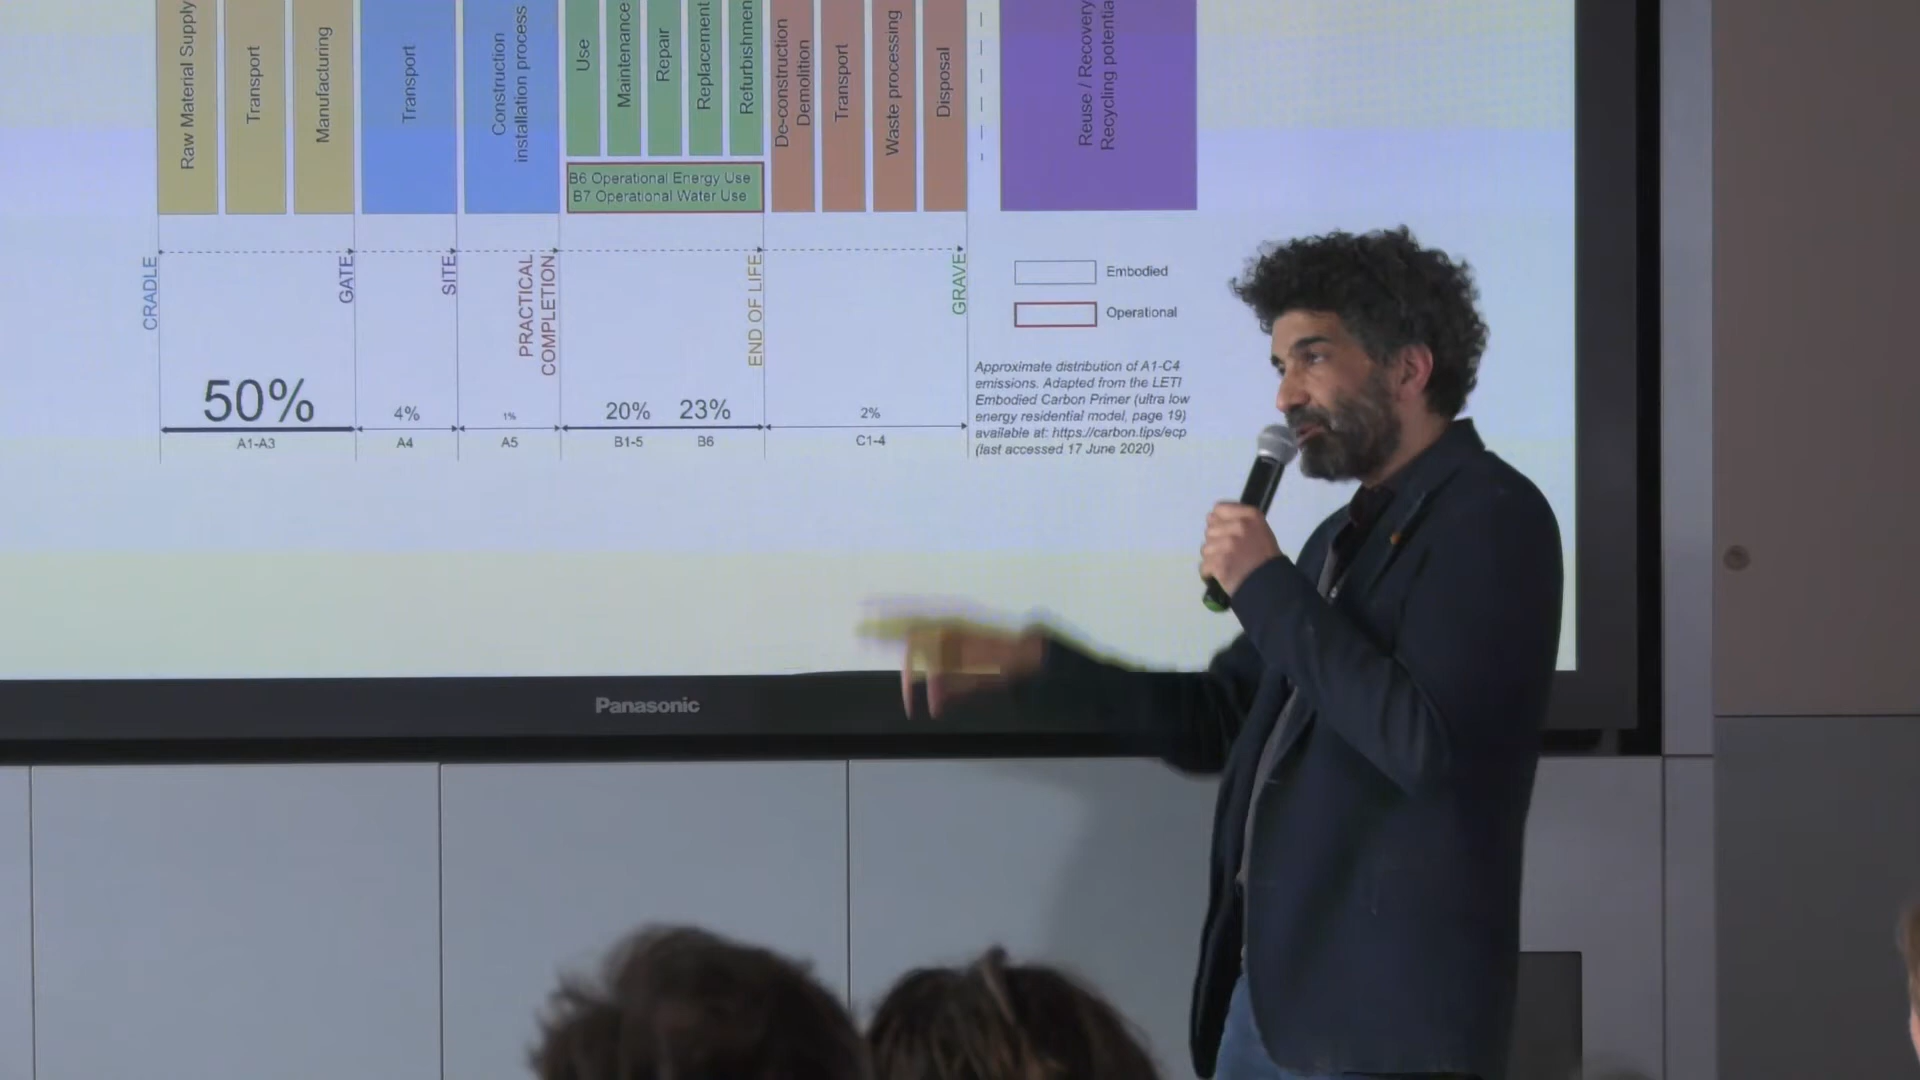 Raw Material Supply
Transport
Manufacturing
Transport
Construction
installation process
Use
Maintenance
Repair
Replacement
Refurbishmen
De-construction
Demolition
Transport
Waste processing
Disposal
Reuse / Recovery
Recycling potentia
B6 Operational Energy Use
B7 Operational Water Use
CRADLE
GATE
SITE
PRACTICAL
COMPLETION
END OF LIFE
GRAVE
Embodied
Operational
50%
4%
1%
20%
23%
2%
A1-A3
A4
A5
B1-5
B6
C1-4
Approximate distribution of A1-C4
emissions. Adapted from the LETI
Embodied Carbon Primer (ultra low
energy residential model, page 19)
available at: https://carbon.tips/ecp
(last accessed 17 June 2020)
Panasonic